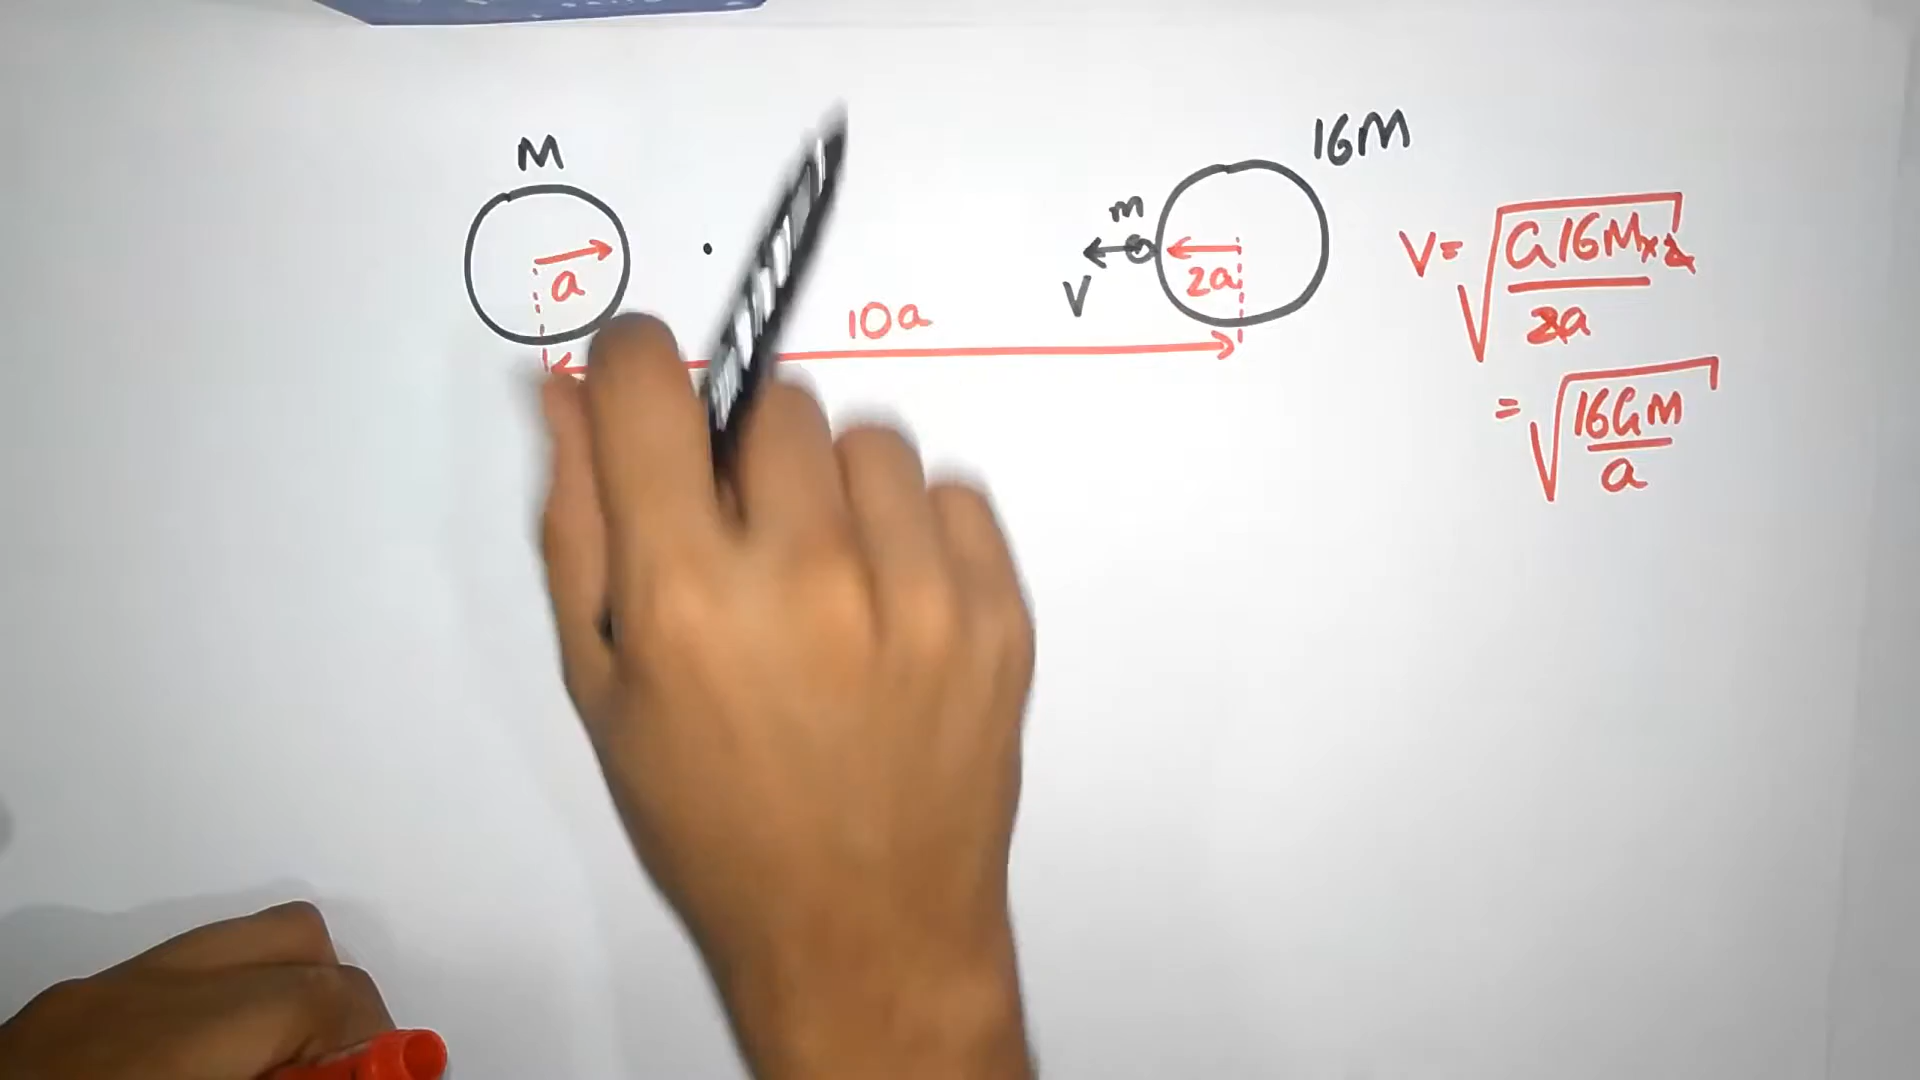 M
16M
m
a
2a
V
10a
V= √G16M×2
2a
= √16GM
a